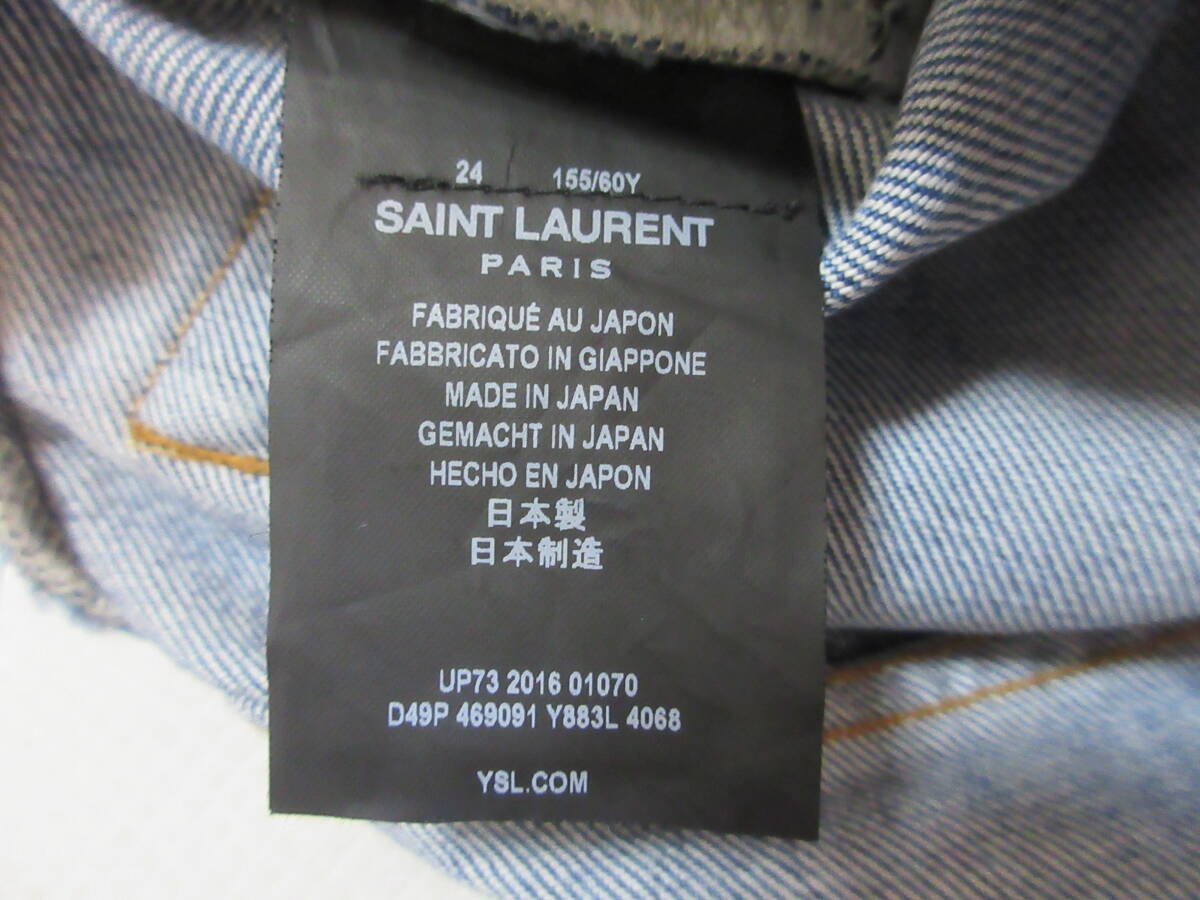 24 155/60Y
SAINT LAURENT
PARIS
FABRIQUÉ AU JAPON
FABBRICATO IN GIAPPONE
MADE IN JAPAN
GEMACHT IN JAPAN
HECHO EN JAPON
日本製
日本制造
UP73 2016 01070
D49P 469091 Y883L 4068
YSL.COM